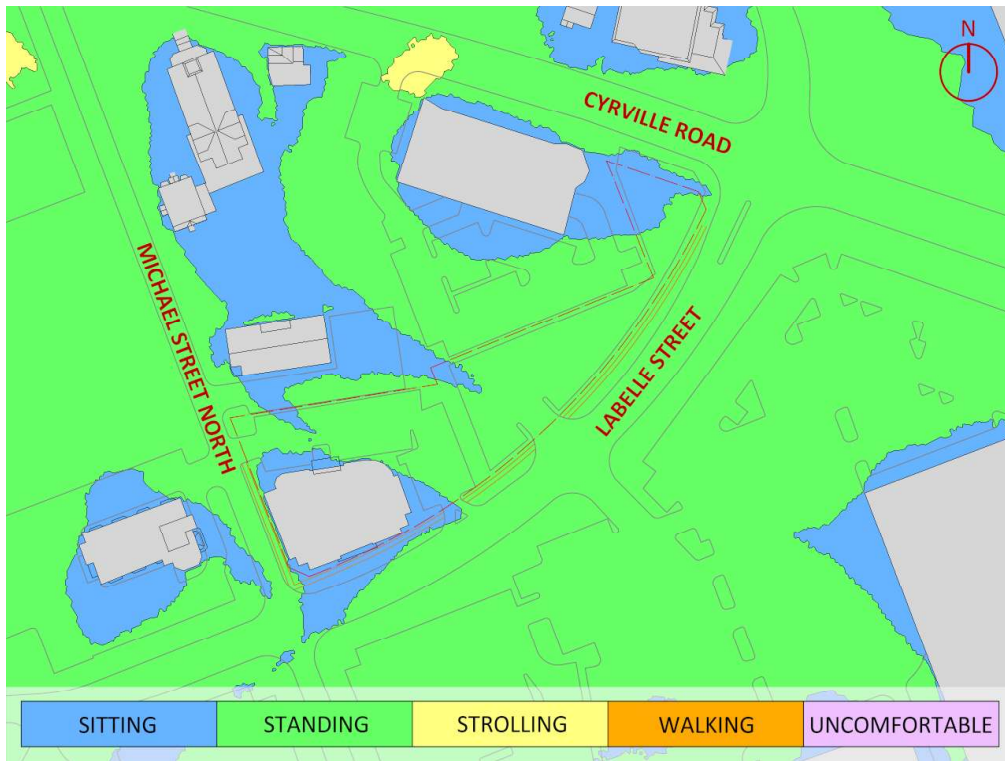 N
CYRVILLE ROAD
MICHAEL STREET NORTH
LABELLE STREET
SITTING STANDING STROLLING WALKING UNCOMFORTABLE